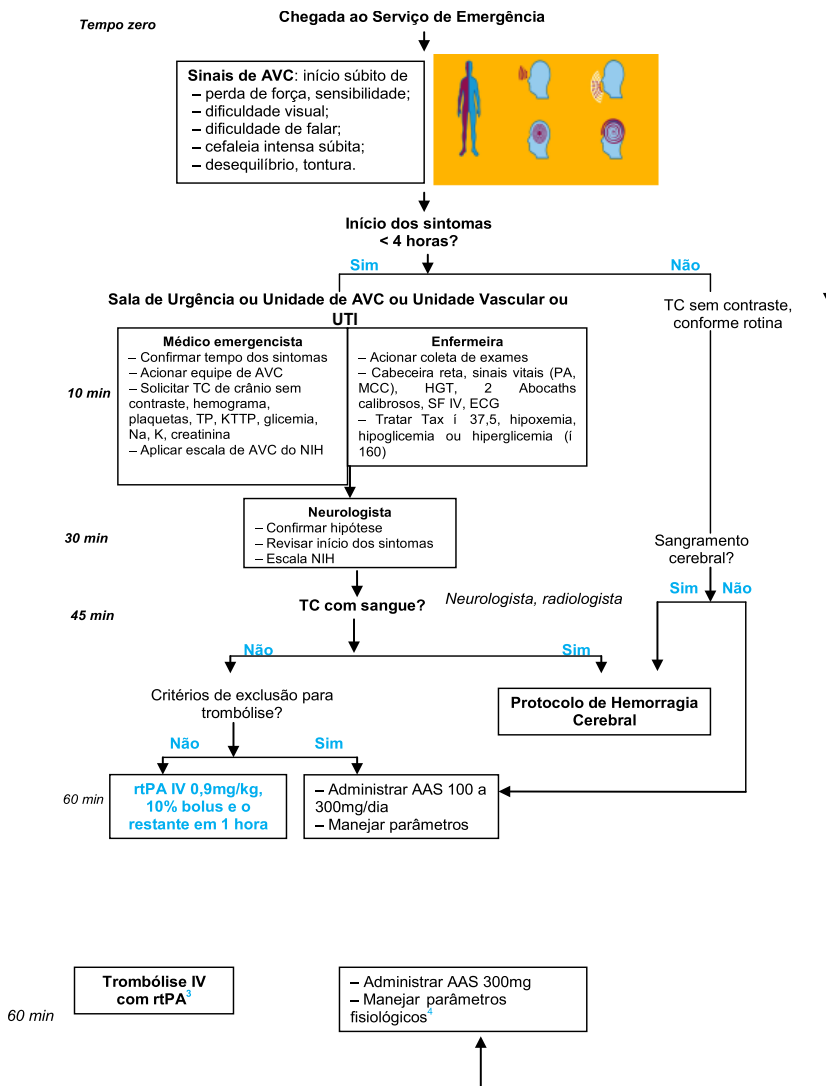 Chegada ao Serviço de Emergência
Tempo zero
Sinais de AVC: início súbito de
– perda de força, sensibilidade;
– dificuldade visual;
– dificuldade de falar;
– cefaleia intensa súbita;
– desequilíbrio, tontura.
Início dos sintomas
< 4 horas?
Sim
Não
Sala de Urgência ou Unidade de AVC ou Unidade Vascular ou
UTI
TC sem contraste,
conforme rotina
10 min
Médico emergencista
– Confirmar tempo dos sintomas
– Acionar equipe de AVC
– Solicitar TC de crânio sem
contraste, hemograma,
plaquetas, TP, KTTP, glicemia,
Na, K, creatinina
– Aplicar escala de AVC do NIH
Enfermeira
– Acionar coleta de exames
– Cabeceira reta, sinais vitais (PA,
MCC), HGT, 2 Abocaths
calibrosos, SF IV, ECG
– Tratar Tax í 37,5, hipoxemia,
hipoglicemia ou hiperglicemia (í
160)
30 min
Neurologista
– Confirmar hipótese
– Revisar início dos sintomas
– Escala NIH
Sangramento
cerebral?
Sim
Não
45 min
TC com sangue?
Neurologista, radiologista
Não
Sim
Critérios de exclusão para
trombólise?
Protocolo de Hemorragia
Cerebral
Não
Sim
60 min
rtPA IV 0,9mg/kg,
10% bolus e o
restante em 1 hora
– Administrar AAS 100 a
300mg/dia
– Manejar parâmetros
60 min
Trombólise IV
com rtPA³
– Administrar AAS 300mg
– Manejar parâmetros
fisiológicos⁴